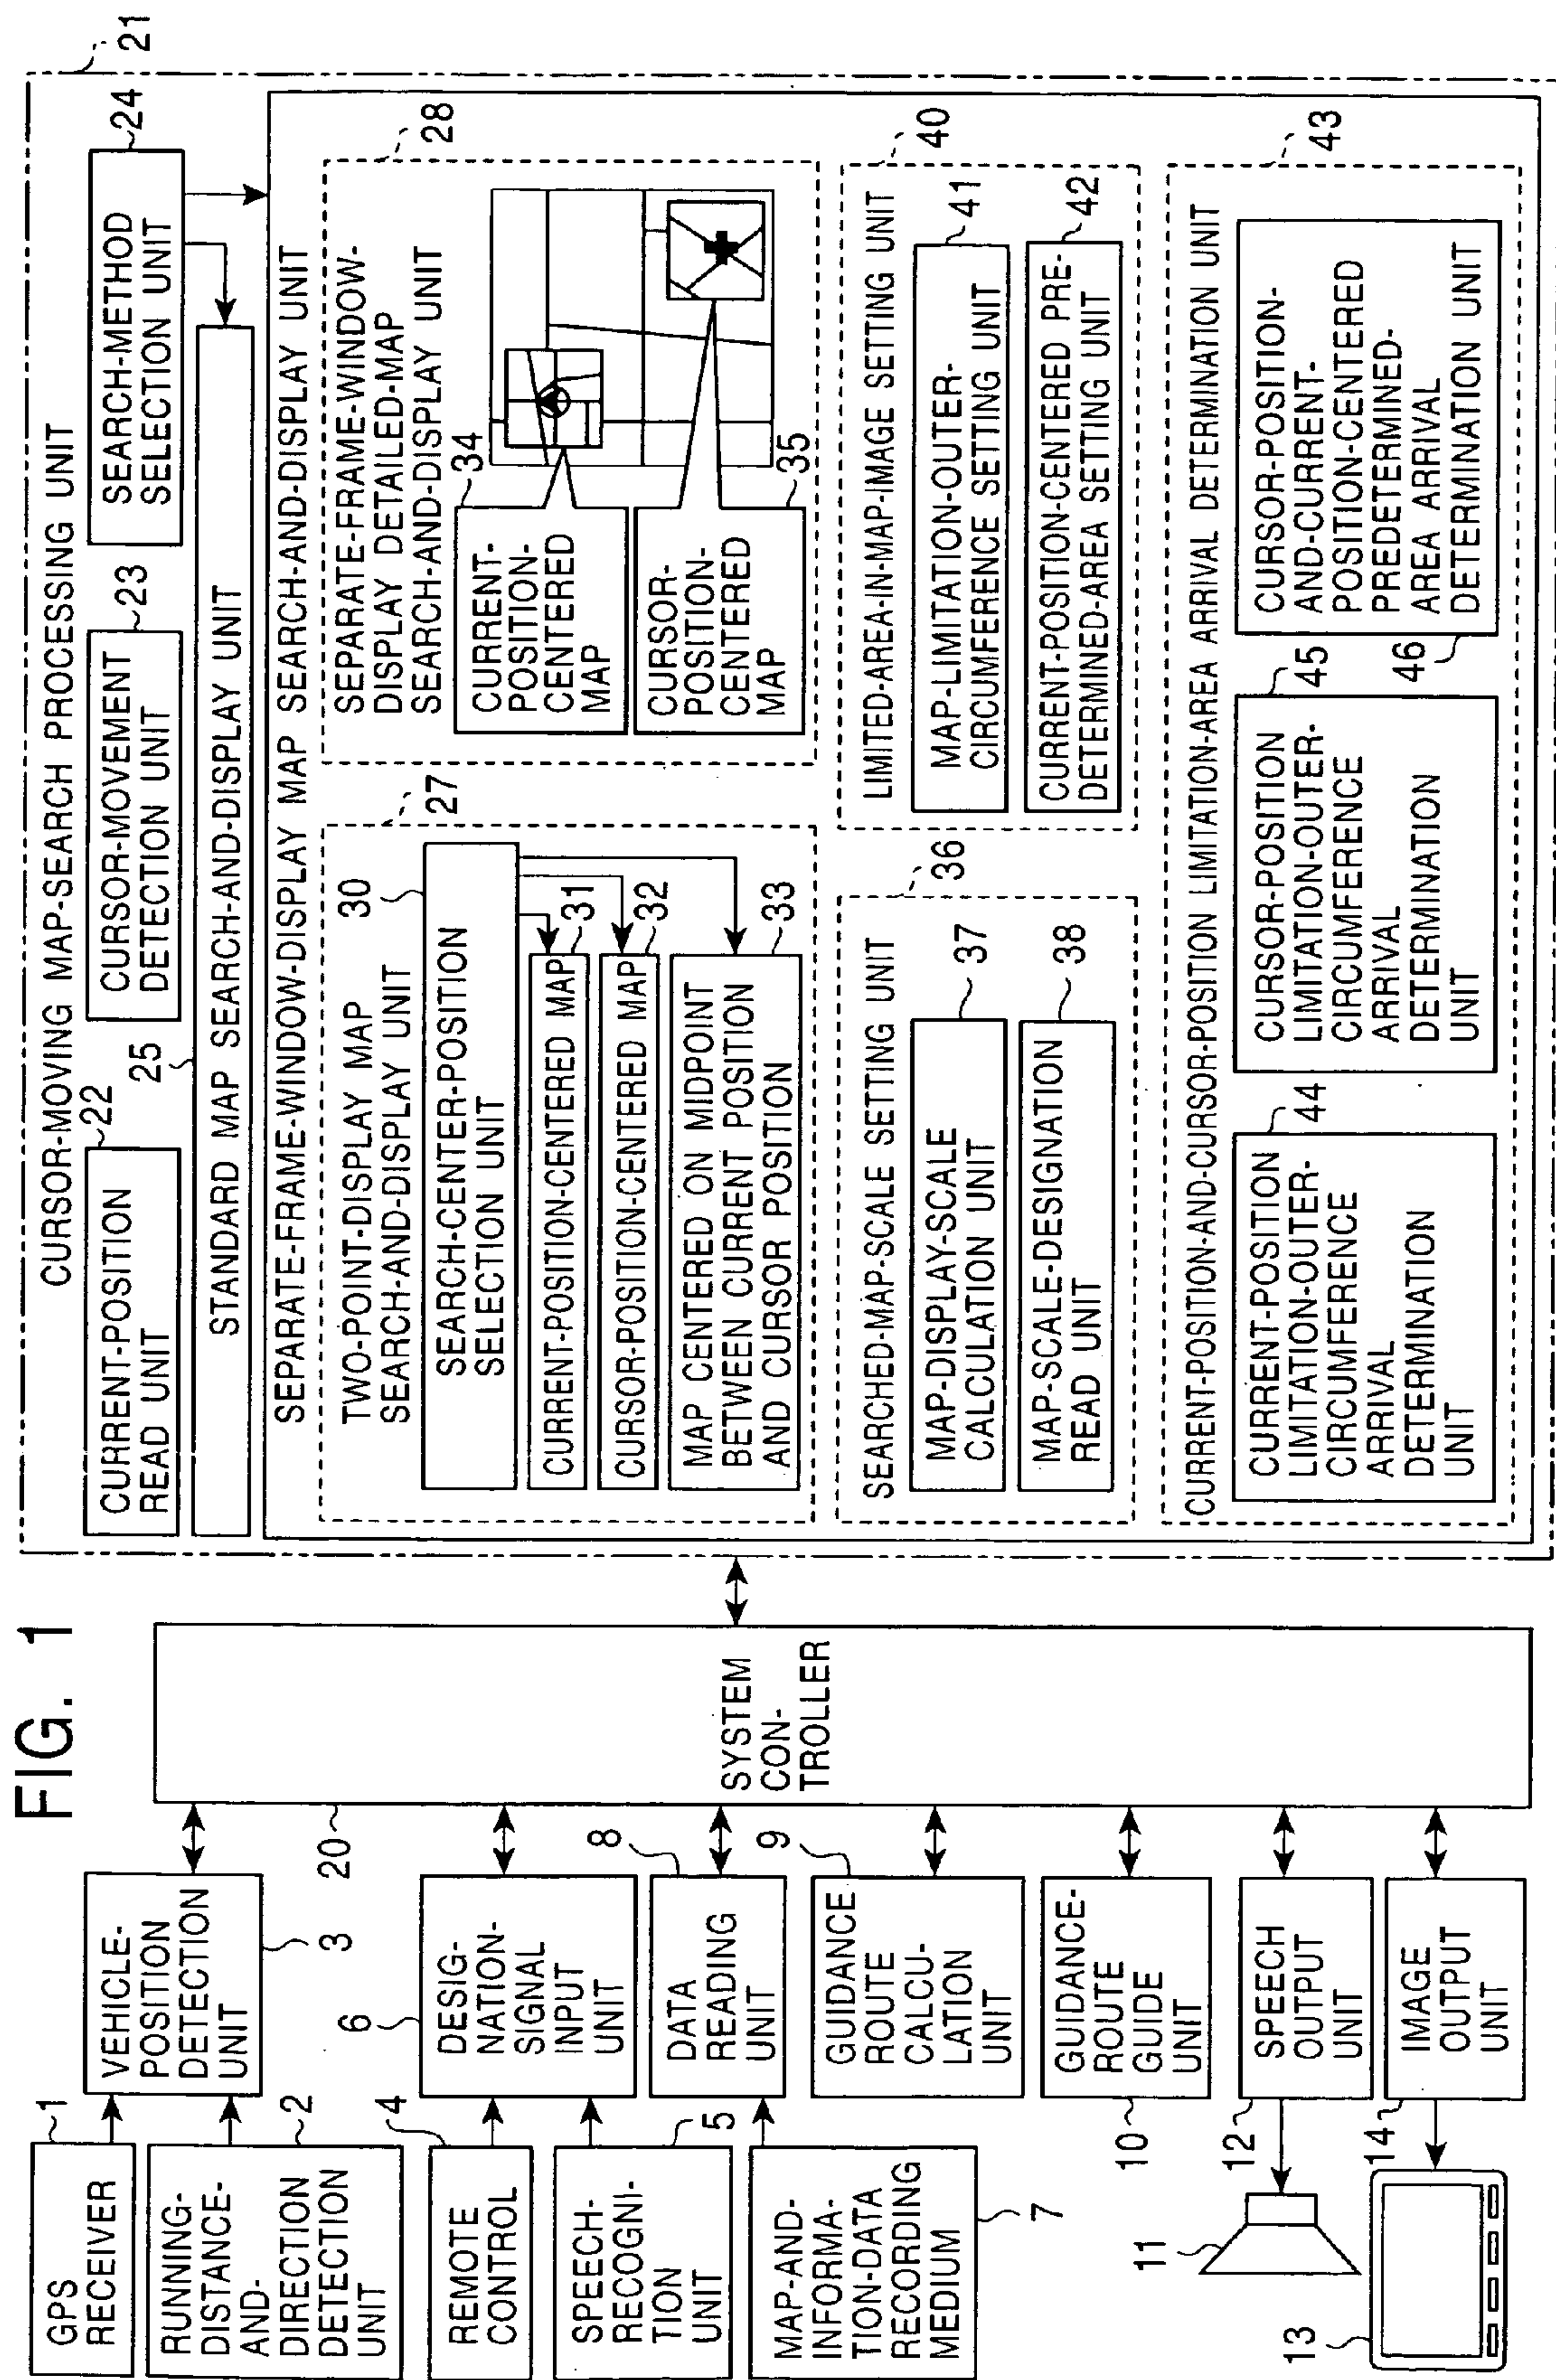 FIG. 1
1
GPS
RECEIVER
RUNNING-
DISTANCE-
AND-
DIRECTION
DETECTION
UNIT
2
VEHICLE-
POSITION
DETECTION
UNIT
3
REMOTE
CONTROL
4
SPEECH-
RECOGNI-
TION
UNIT
5
6
DESIG-
NATION-
SIGNAL
INPUT
UNIT
MAP-AND-
INFORMA-
TION-DATA
RECORDING
MEDIUM
7
8
DATA
READING
UNIT
9
GUIDANCE
ROUTE
CALCU-
LATION
UNIT
GUIDANCE-
ROUTE
GUIDE
UNIT
10
SPEECH
OUTPUT
UNIT
12
11
IMAGE
OUTPUT
UNIT
14
13
20
SYSTEM
CON-
TROLLER
21
CURSOR-MOVING MAP-SEARCH PROCESSING UNIT
CURRENT-POSITION
READ UNIT
22
CURSOR-MOVEMENT
DETECTION UNIT
23
SEARCH-METHOD
SELECTION UNIT
24
25
STANDARD MAP SEARCH-AND-DISPLAY UNIT
SEPARATE-FRAME-WINDOW-DISPLAY MAP SEARCH-AND-DISPLAY UNIT
27
TWO-POINT-DISPLAY MAP
SEARCH-AND-DISPLAY UNIT
30
SEARCH-CENTER-POSITION
SELECTION UNIT
CURRENT-POSITION-CENTERED MAP
31
CURSOR-POSITION-CENTERED MAP
32
MAP CENTERED ON MIDPOINT
BETWEEN CURRENT POSITION
AND CURSOR POSITION
33
28
SEPARATE-FRAME-WINDOW-
DISPLAY DETAILED-MAP
SEARCH-AND-DISPLAY UNIT
34
CURRENT-
POSITION-
CENTERED
MAP
CURSOR-
POSITION-
CENTERED
MAP
35
36
SEARCHED-MAP-SCALE SETTING UNIT
MAP-DISPLAY-SCALE
CALCULATION UNIT
37
MAP-SCALE-DESIGNATION
READ UNIT
38
40
LIMITED-AREA-IN-MAP-IMAGE SETTING UNIT
MAP-LIMITATION-OUTER-
CIRCUMFERENCE SETTING UNIT
41
CURRENT-POSITION-CENTERED PRE-
DETERMINED-AREA SETTING UNIT
42
43
CURRENT-POSITION-AND-CURSOR-POSITION LIMITATION-AREA ARRIVAL DETERMINATION UNIT
44
CURRENT-POSITION
LIMITATION-OUTER-
CIRCUMFERENCE
ARRIVAL
DETERMINATION
UNIT
45
CURSOR-POSITION
LIMITATION-OUTER-
CIRCUMFERENCE
ARRIVAL
DETERMINATION
UNIT
46
CURSOR-POSITION-
AND-CURRENT-
POSITION-CENTERED
PREDETERMINED-
AREA ARRIVAL
DETERMINATION UNIT